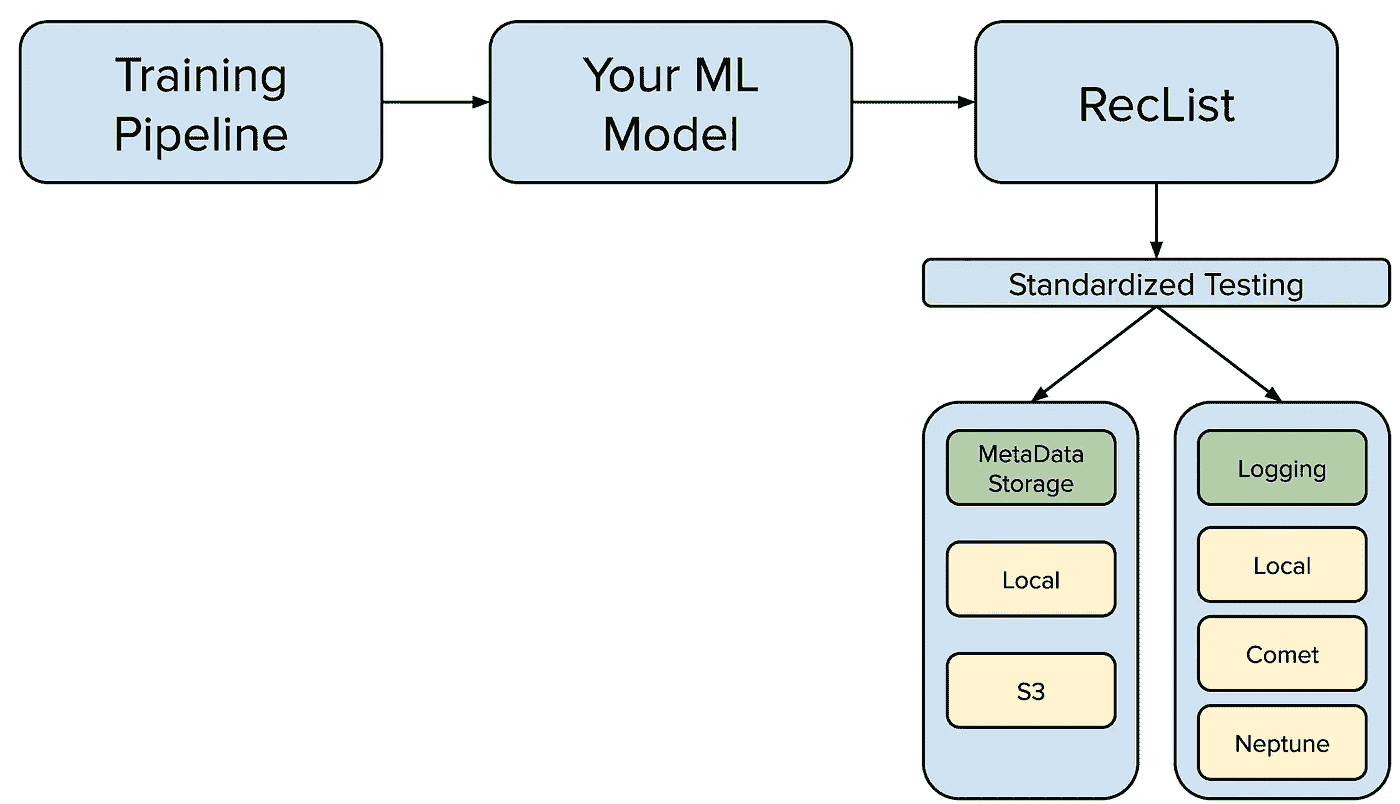 Training
Pipeline
Your ML
Model
RecList
Standardized Testing
MetaData
Storage
Local
S3
Logging
Local
Comet
Neptune